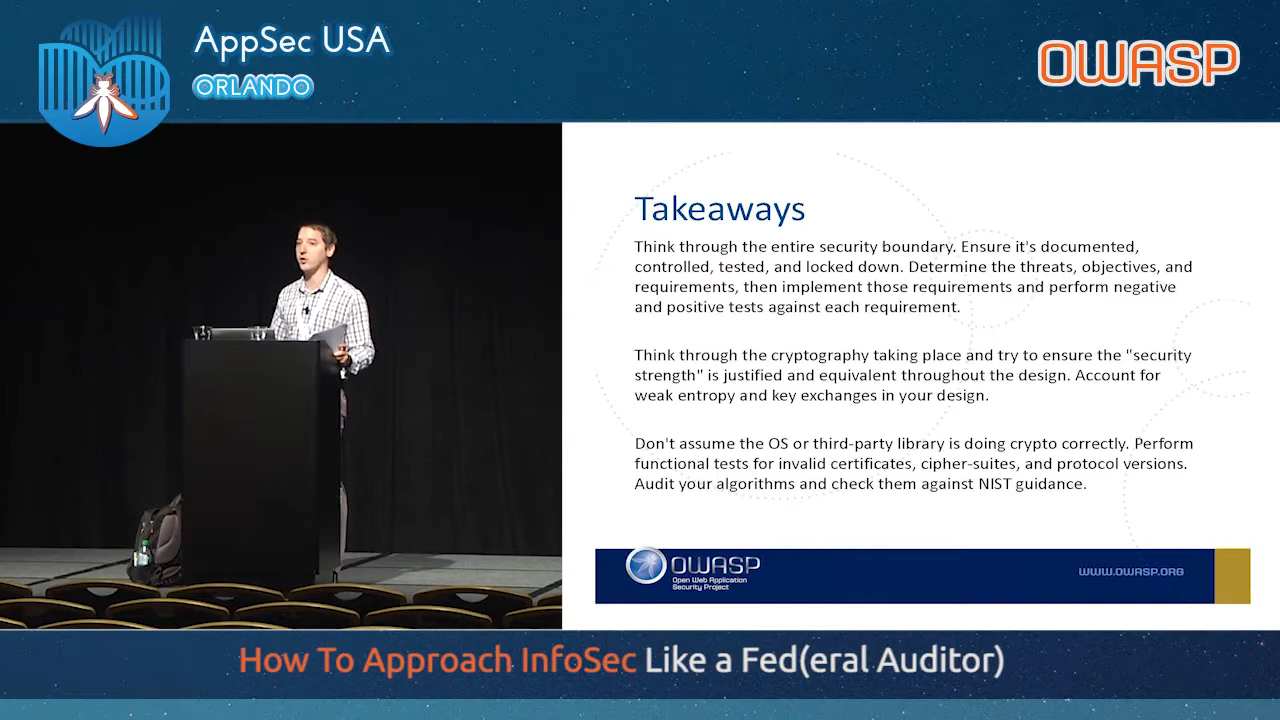 AppSec USA
ORLANDO
OWASP
Takeaways
Think through the entire security boundary. Ensure it's documented,
controlled, tested, and locked down. Determine the threats, objectives, and
requirements, then implement those requirements and perform negative
and positive tests against each requirement.
Think through the cryptography taking place and try to ensure the "security
strength" is justified and equivalent throughout the design. Account for
weak entropy and key exchanges in your design.
Don't assume the OS or third-party library is doing crypto correctly. Perform
functional tests for invalid certificates, cipher-suites, and protocol versions.
Audit your algorithms and check them against NIST guidance.
OWASP
Open Web Application
Security Project
WWW.OWASP.ORG
How To Approach InfoSec Like a Fed(eral Auditor)